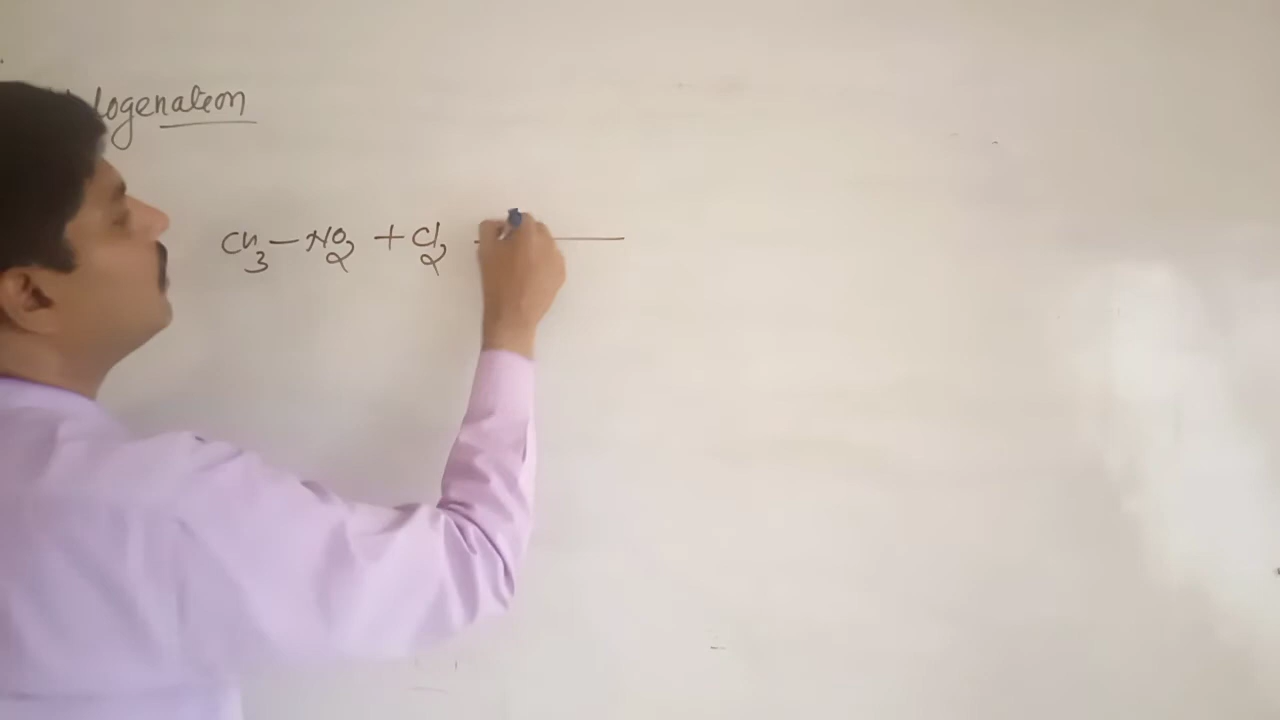 logenation
CH₃ — NO₂ + Cl₂